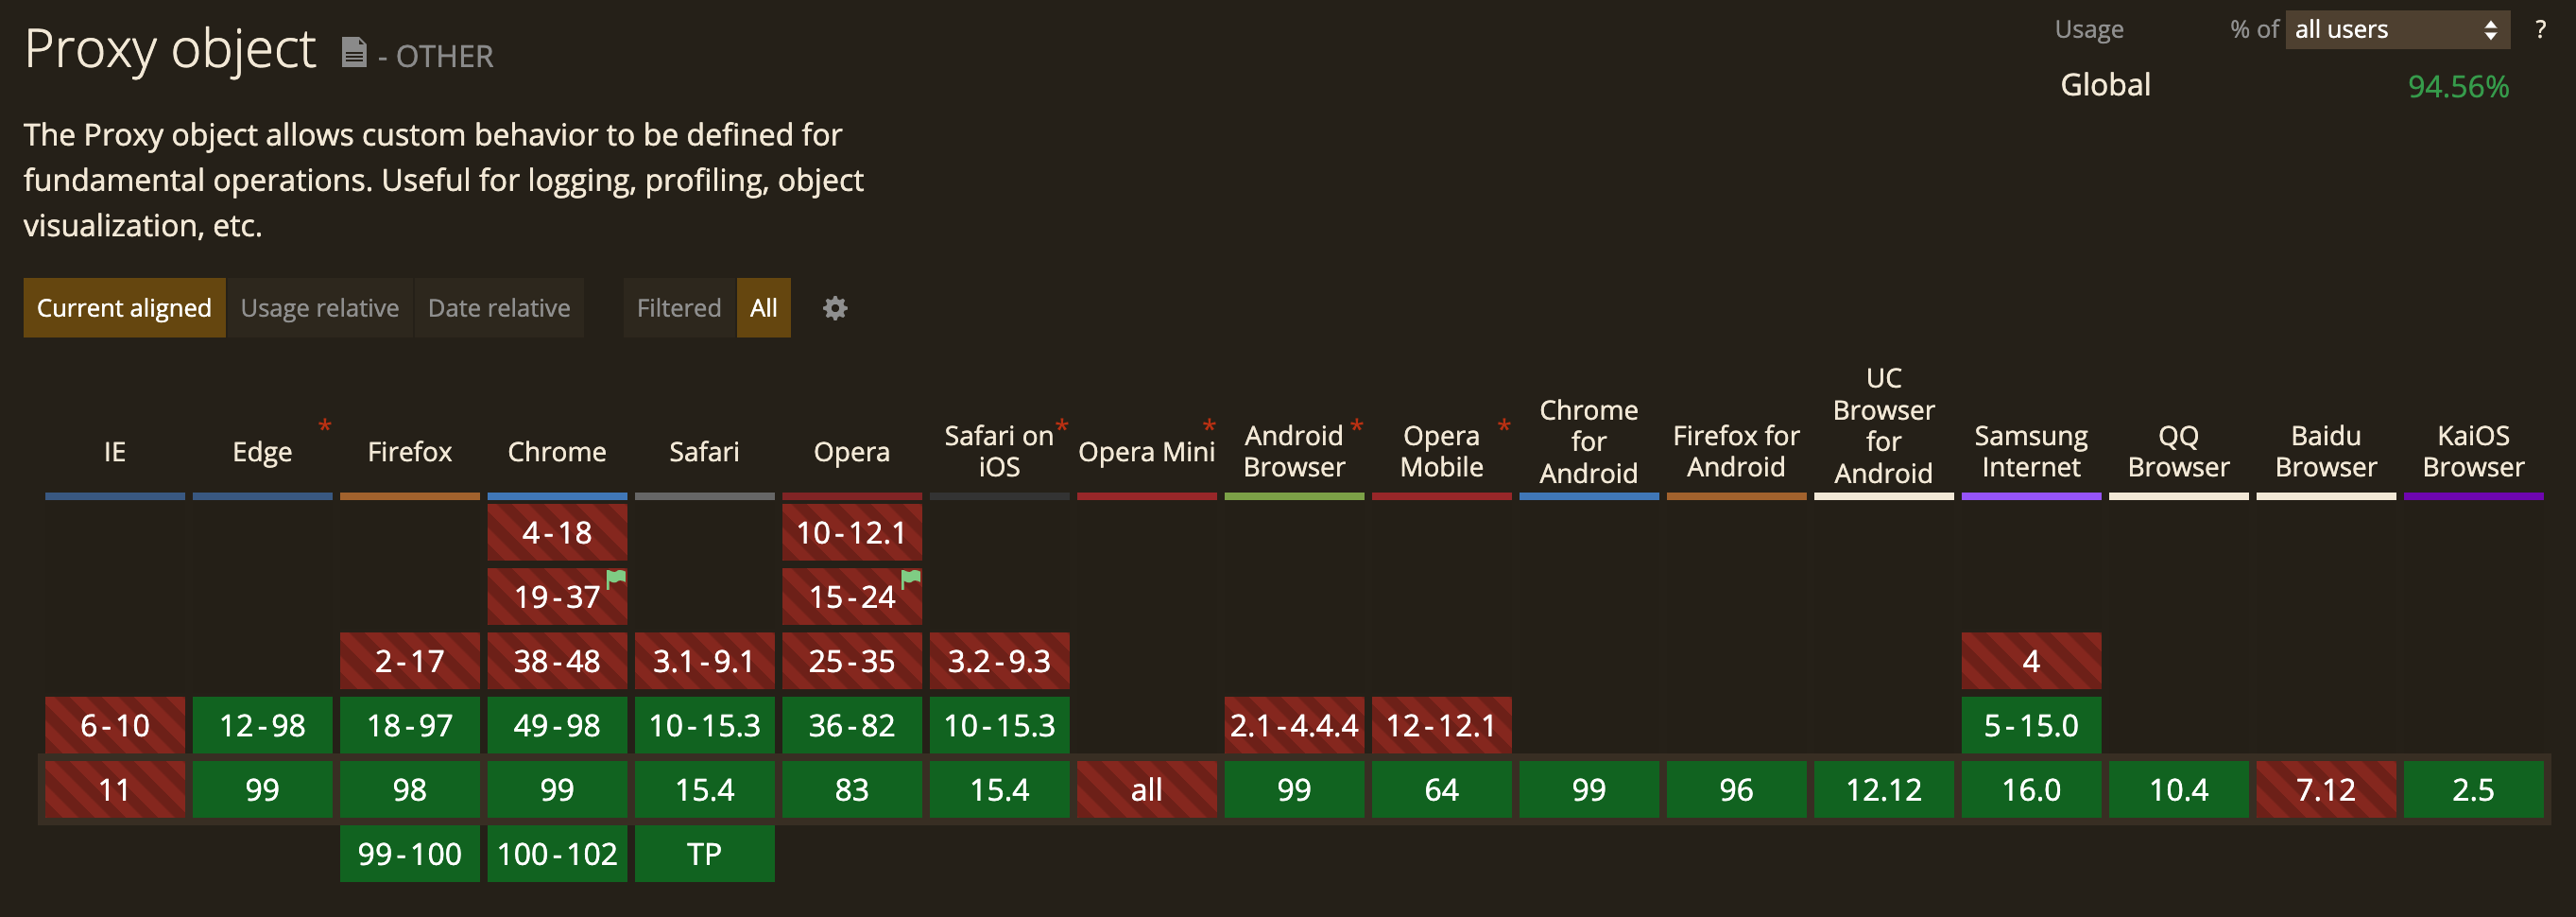 Proxy object - OTHER
Usage % of all users ?
Global 94.56%
The Proxy object allows custom behavior to be defined for
fundamental operations. Useful for logging, profiling, object
visualization, etc.
Current aligned Usage relative Date relative Filtered All
IE
Edge *
Firefox
Chrome
Safari
Opera
Safari on *
iOS
Opera Mini *
Android *
Browser
Opera *
Mobile
Chrome
for
Android
Firefox for
Android
UC
Browser
for
Android
Samsung
Internet
QQ
Browser
Baidu
Browser
KaiOS
Browser
4-18 10-12.1
19-37 15-24
2-17 38-48 3.1-9.1 25-35 3.2-9.3 4
6-10 12-98 18-97 49-98 10-15.3 36-82 10-15.3 2.1-4.4.4 12-12.1 5-15.0
11 99 98 99 15.4 83 15.4 all 99 64 99 96 12.12 16.0 10.4 7.12 2.5
99-100 100-102 TP